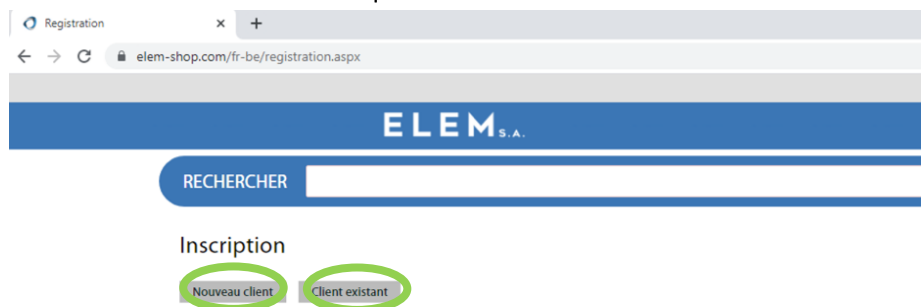 Registration
elem-shop.com/fr-be/registration.aspx
ELEM S.A.
RECHERCHER
Inscription
Nouveau client Client existant